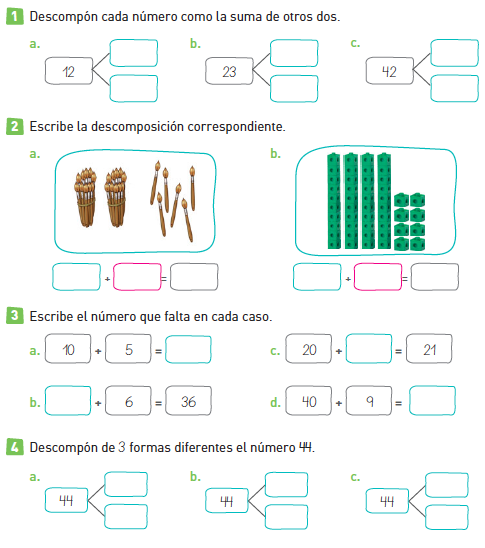 1 Descompón cada número como la suma de otros dos.
a. b. c.
12 23 42
2 Escribe la descomposición correspondiente.
a. b.
+ = + =
3 Escribe el número que falta en cada caso.
a. 10 + 5 = c. 20 + = 21
b. + 6 = 36 d. 40 + 9 =
4 Descompón de 3 formas diferentes el número 44.
a. b. c.
44 44 44